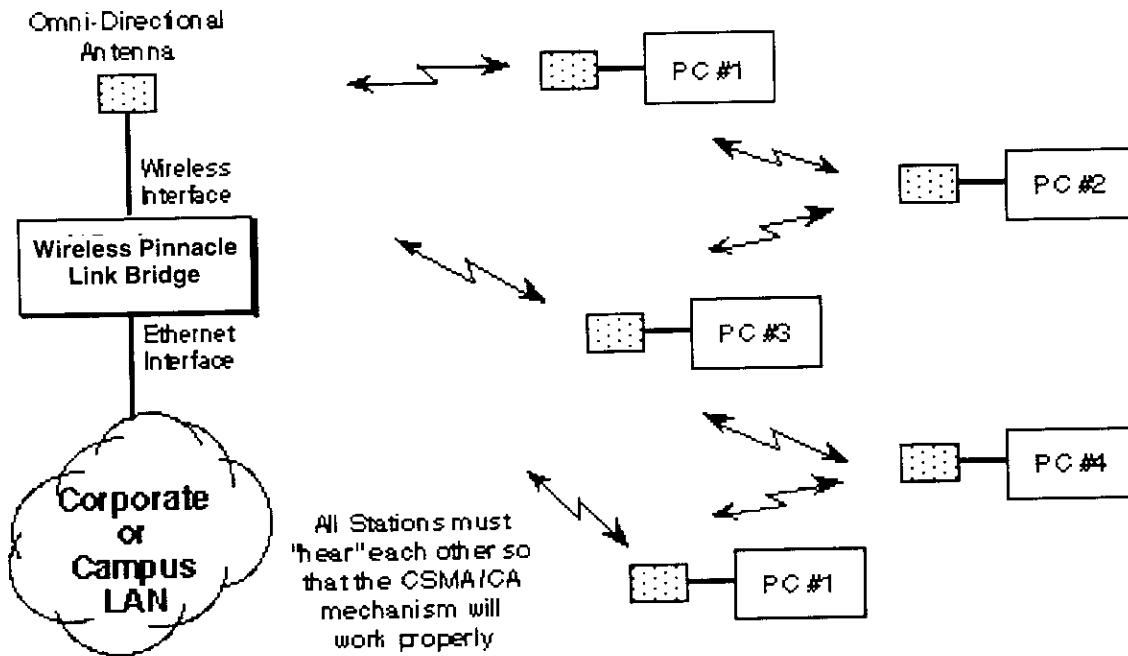 Omni-Directional
Antenna
PC #1
Wireless
Interface
PC #2
Wireless Pinnacle
Link Bridge
Ethernet
Interface
PC #3
Corporate
or
Campus
LAN
PC #4
All Stations must
"hear" each other so
that the CSMA/CA
mechanism will
work properly
PC #1